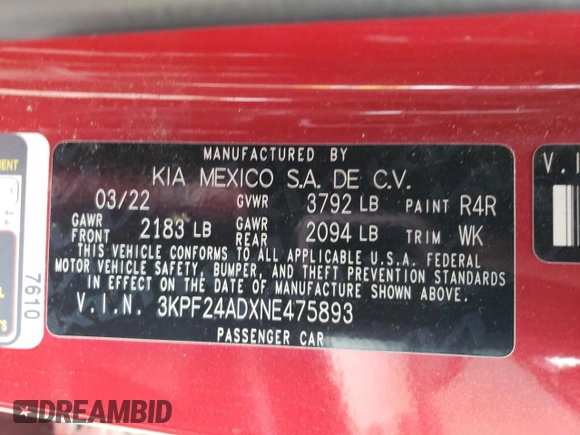 MANUFACTURED BY
KIA MEXICO S.A. DE C.V.
03/22 GVWR 3792 LB PAINT R4R
GAWR FRONT 2183 LB GAWR REAR 2094 LB TRIM WK
THIS VEHICLE CONFORMS TO ALL APPLICABLE U.S.A. FEDERAL
MOTOR VEHICLE SAFETY, BUMPER, AND THEFT PREVENTION STANDARDS
IN EFFECT ON THE DATE OF MANUFACTURE SHOWN ABOVE.
V.I.N. 3KPF24ADXNE475893
PASSENGER CAR
7610
V.I
DREAMBID